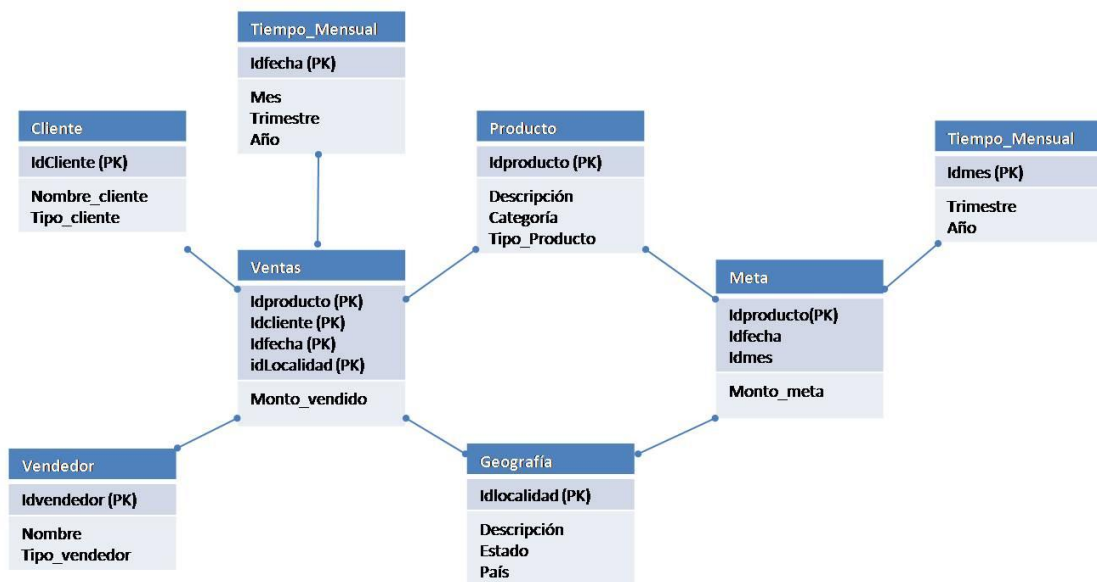 Tiempo_Mensual
Idfecha (PK)
Mes
Trimestre
Año
Cliente
IdCliente (PK)
Nombre_cliente
Tipo_cliente
Producto
Idproducto (PK)
Descripción
Categoría
Tipo_Producto
Tiempo_Mensual
Idmes (PK)
Trimestre
Año
Ventas
Idproducto (PK)
Idcliente (PK)
Idfecha (PK)
idLocalidad (PK)
Monto_vendido
Meta
Idproducto(PK)
Idfecha
Idmes
Monto_meta
Vendedor
Idvendedor (PK)
Nombre
Tipo_vendedor
Geografía
Idlocalidad (PK)
Descripción
Estado
País